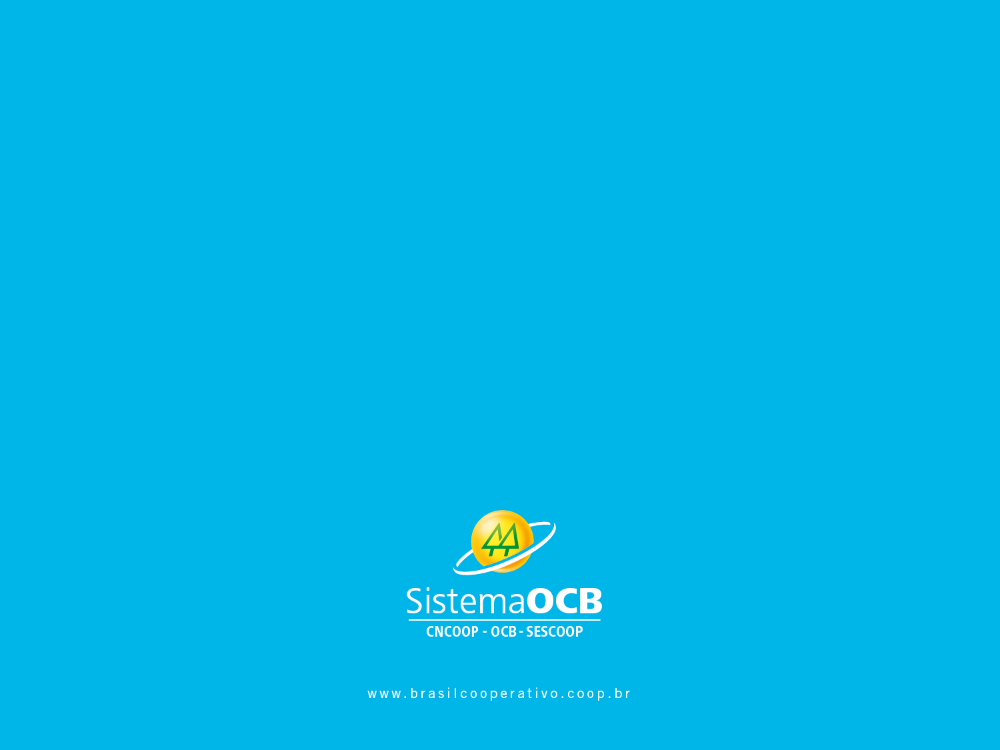 SistemaOCB
CNCOOP - OCB - SESCOOP
www.brasilcooperativo.coop.br